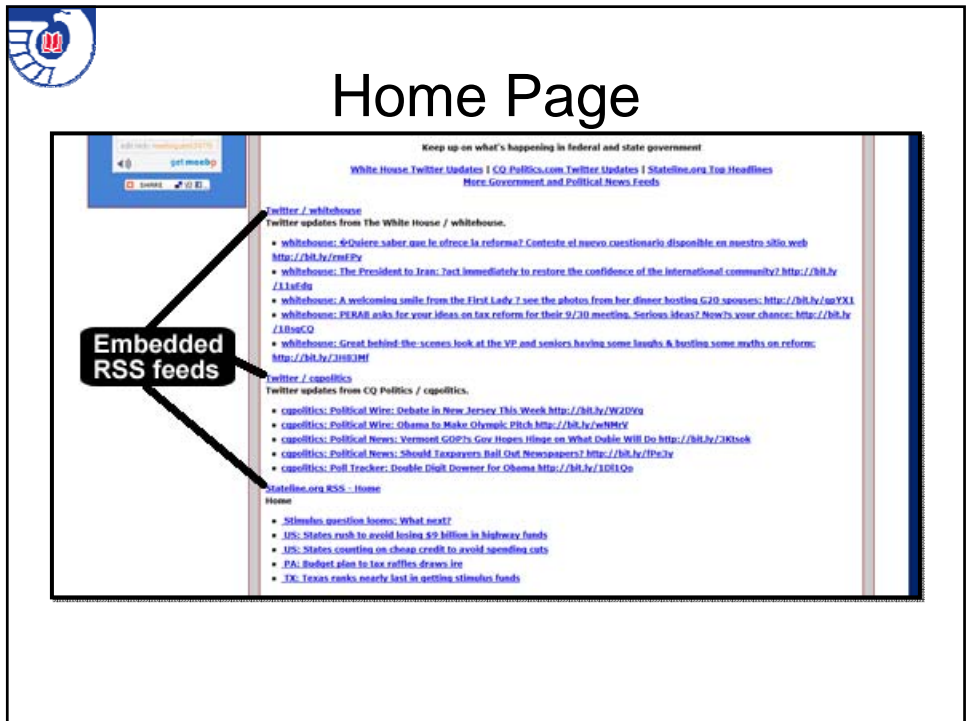 Home Page
get meebo
SHARE
Keep up on what's happening in federal and state government
White House Twitter Updates | CQ Politics.com Twitter Updates | Stateline.org Top Headlines
More Government and Political News Feeds
Twitter / whitehouse
Twitter updates from The White House / whitehouse.
whitehouse: �Quiere saber que le ofrece la reforma? Conteste el nuevo cuestionario disponible en nuestro sitio web
http://bit.ly/rmFPy
whitehouse: The President to Iran: ?act immediately to restore the confidence of the international community? http://bit.ly
/11uFdg
whitehouse: A welcoming smile from the First Lady ? see the photos from her dinner hosting G20 spouses: http://bit.ly/qpYX1
whitehouse: PERAB asks for your ideas on tax reform for their 9/30 meeting. Serious ideas? Now?s your chance: http://bit.ly
/1BsqCQ
whitehouse: Great behind-the-scenes look at the VP and seniors having some laughs & busting some myths on reform:
http://bit.ly/3H83Mf
Embedded
RSS feeds
Twitter / cqpolitics
Twitter updates from CQ Politics / cqpolitics.
cqpolitics: Political Wire: Debate in New Jersey This Week http://bit.ly/W2DVq
cqpolitics: Political Wire: Obama to Make Olympic Pitch http://bit.ly/wNMrV
cqpolitics: Political News: Vermont GOP?s Gov Hopes Hinge on What Dubie Will Do http://bit.ly/3Ktsok
cqpolitics: Political News: Should Taxpayers Bail Out Newspapers? http://bit.ly/fPe3y
cqpolitics: Poll Tracker: Double Digit Downer for Obama http://bit.ly/1Dl1Qo
Stateline.org RSS - Home
Home
Stimulus question looms: What next?
US: States rush to avoid losing $9 billion in highway funds
US: States counting on cheap credit to avoid spending cuts
PA: Budget plan to tax raffles draws ire
TX: Texas ranks nearly last in getting stimulus funds